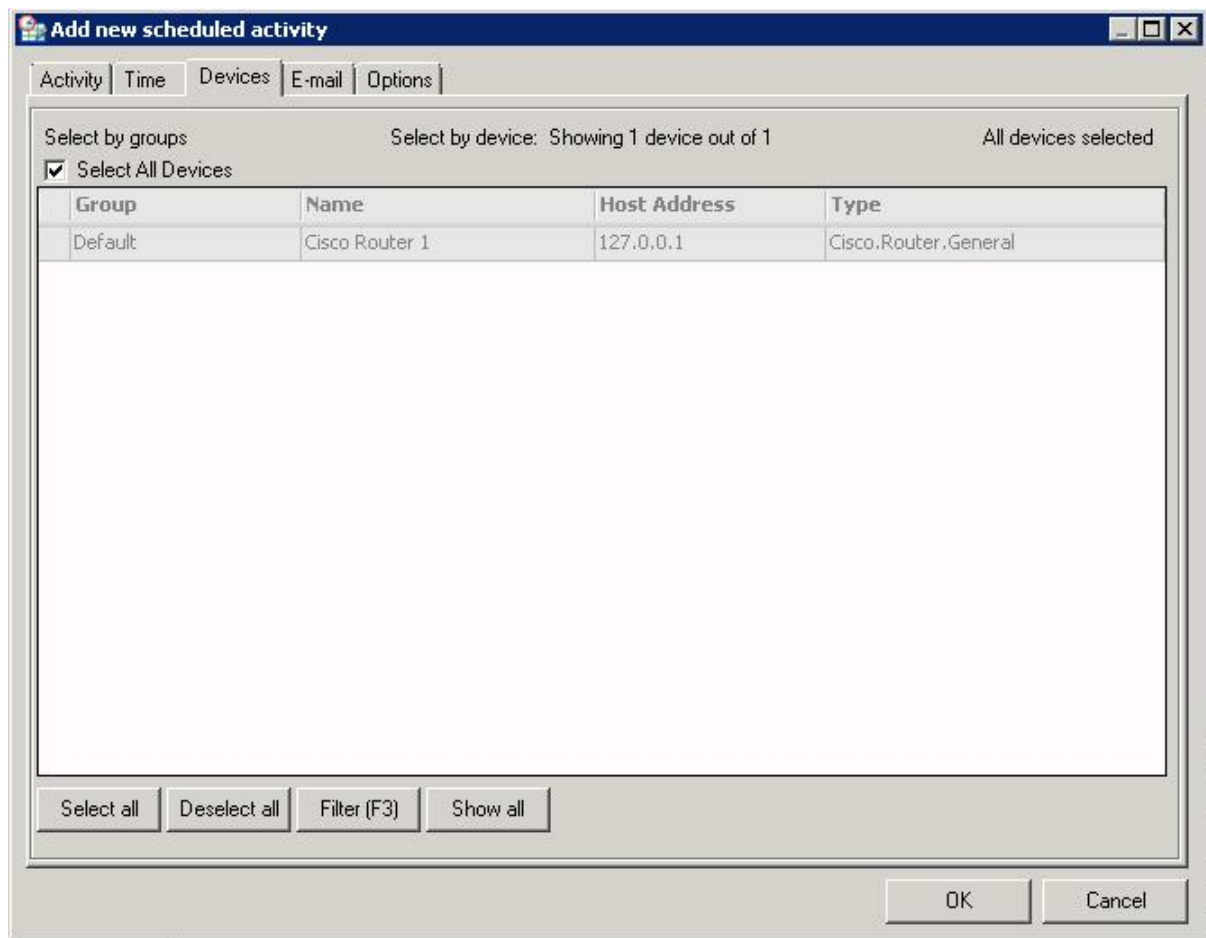 Add new scheduled activity
Activity Time Devices E-mail Options
Select by groups Select by device: Showing 1 device out of 1 All devices selected
Select All Devices
Group Name Host Address Type
Default Cisco Router 1 127.0.0.1 Cisco.Router.General
Select all Deselect all Filter (F3) Show all
OK Cancel